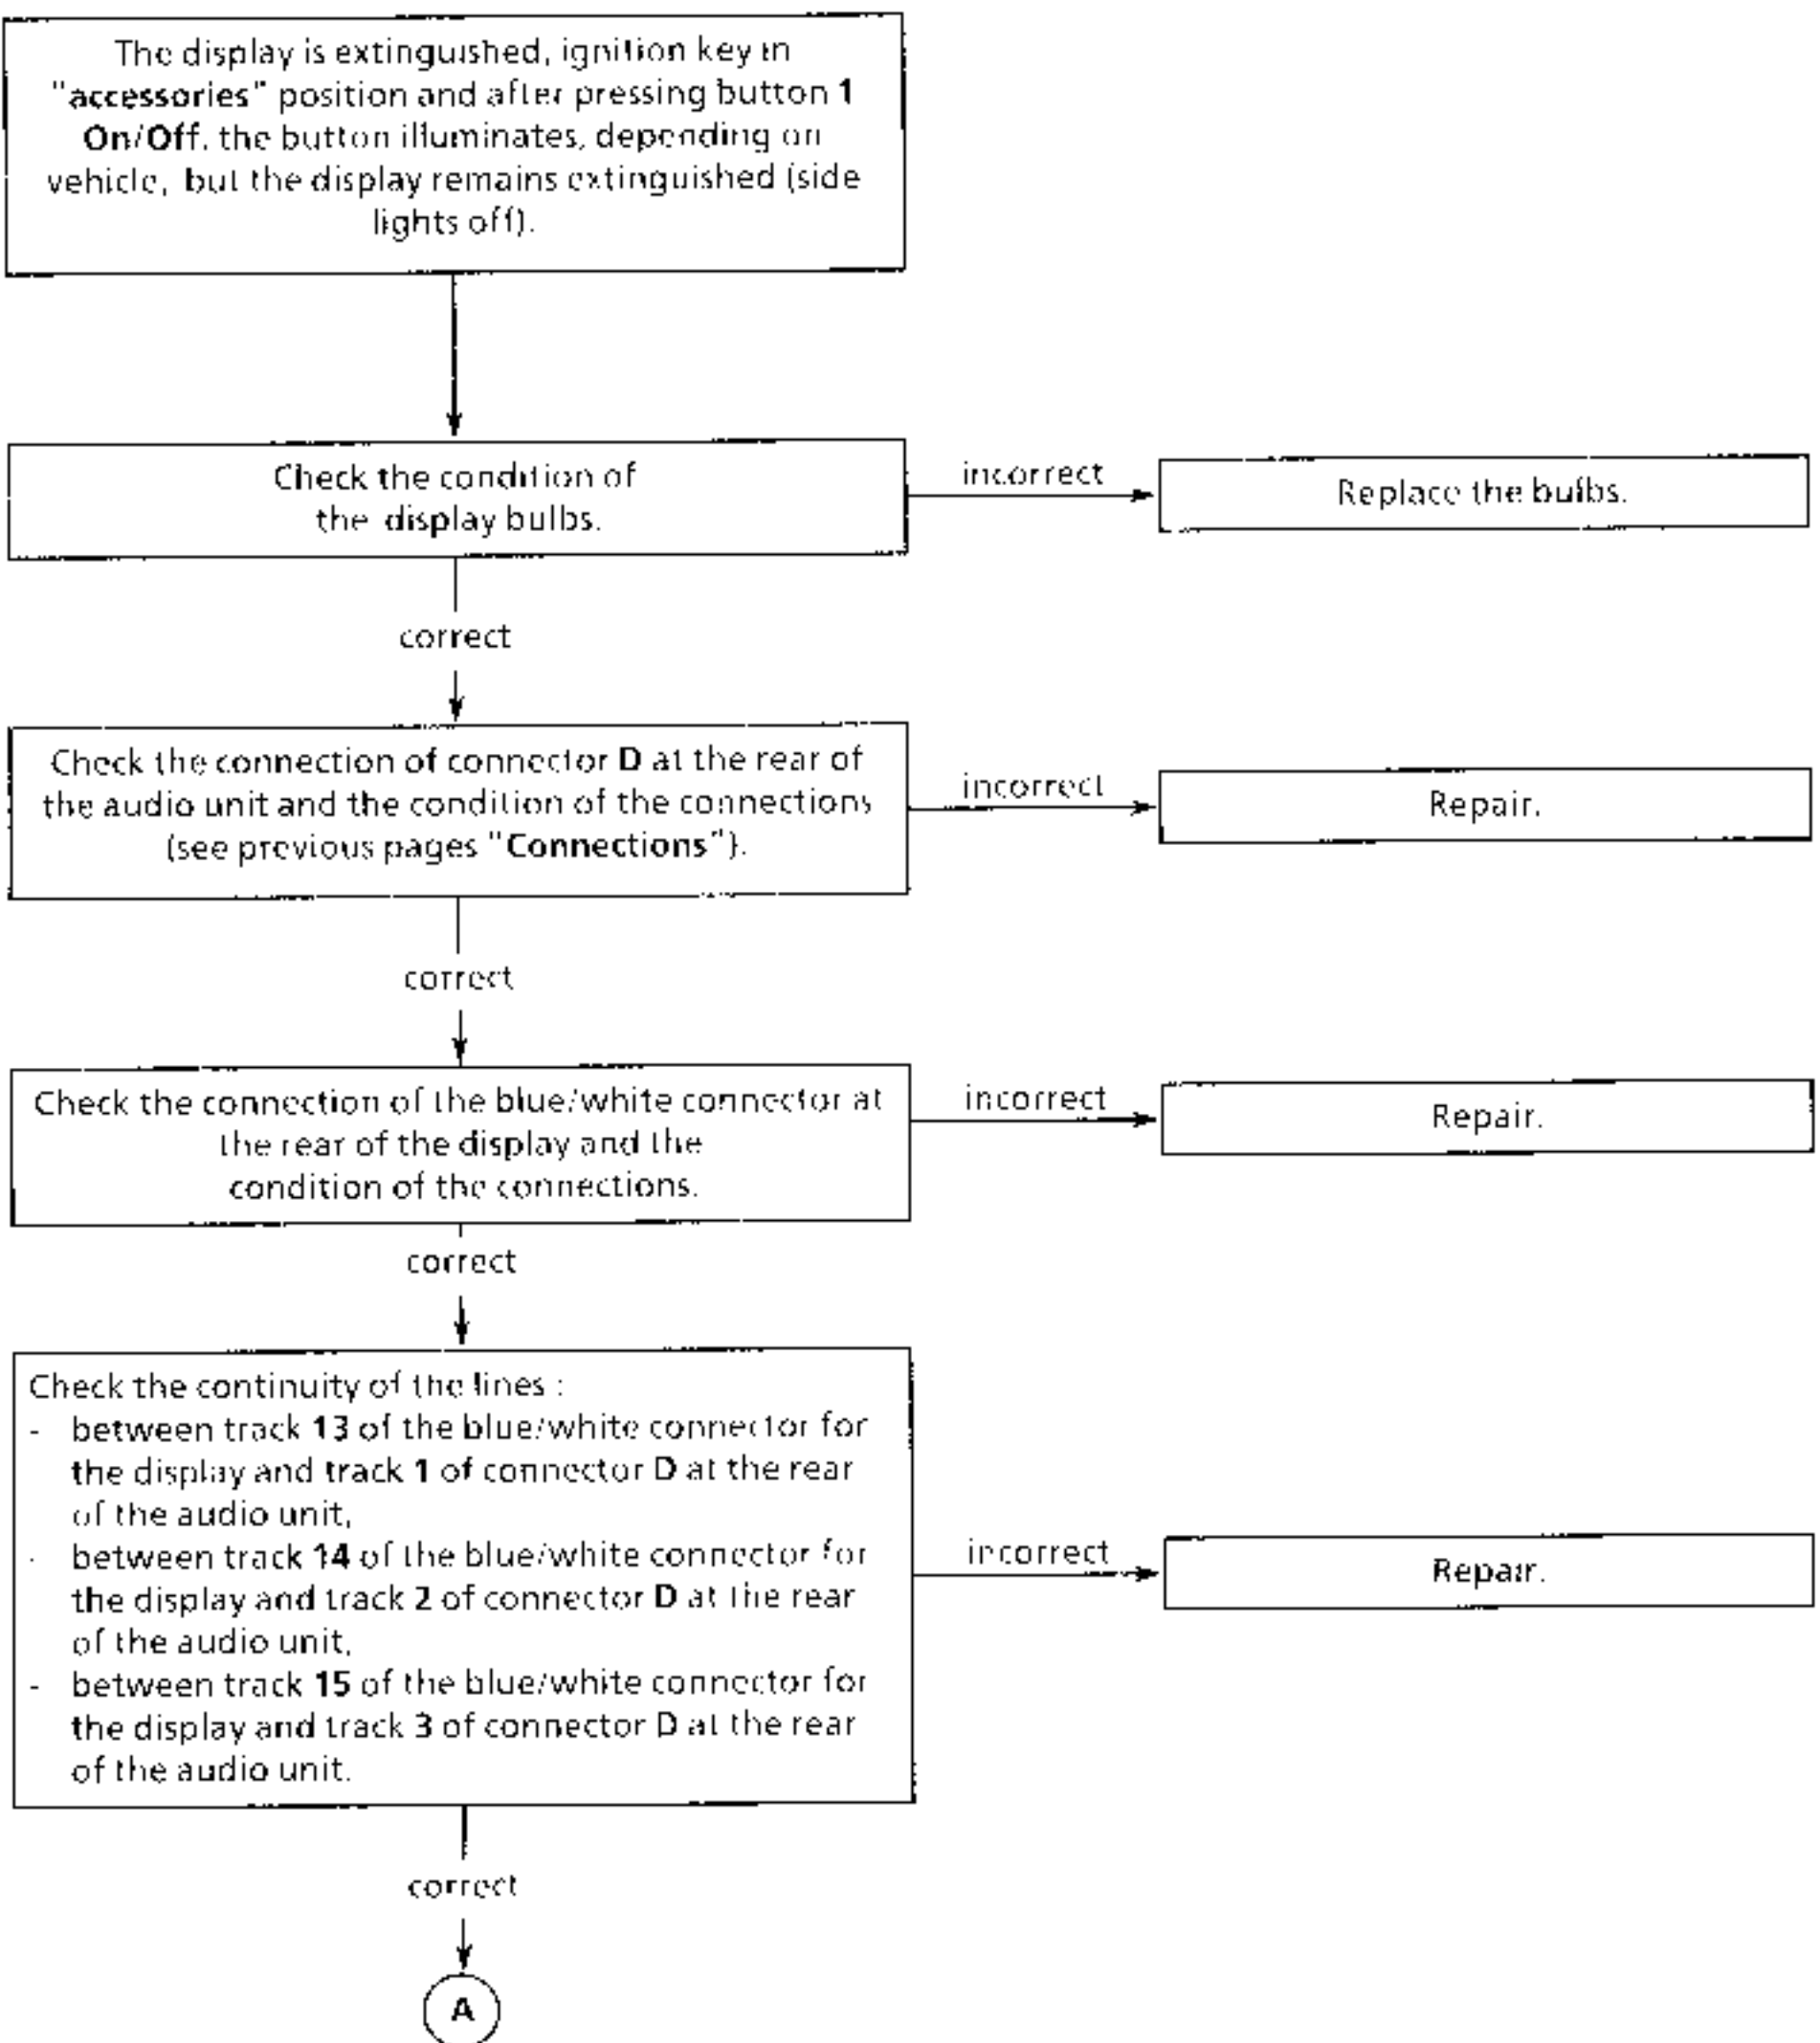 The display is extinguished, ignition key in
"accessories" position and after pressing button 1
On/Off, the button illuminates, depending on
vehicle, but the display remains extinguished (side
lights off).
Check the condition of
the display bulbs.
incorrect
Replace the bulbs.
correct
Check the connection of connector D at the rear of
the audio unit and the condition of the connections
(see previous pages "Connections").
incorrect
Repair.
correct
Check the connection of the blue/white connector at
the rear of the display and the
condition of the connections.
incorrect
Repair.
correct
Check the continuity of the lines :
- between track 13 of the blue/white connector for
the display and track 1 of connector D at the rear
of the audio unit,
- between track 14 of the blue/white connector for
the display and track 2 of connector D at the rear
of the audio unit,
- between track 15 of the blue/white connector for
the display and track 3 of connector D at the rear
of the audio unit.
incorrect
Repair.
correct
A